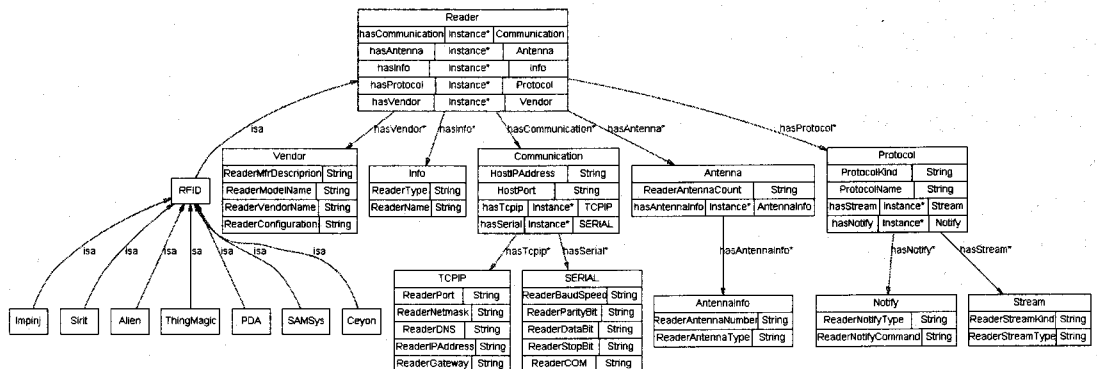 Reader
hasCommunication Instance* Communication
hasAntenna Instance* Antenna
hasInfo Instance* Info
hasProtocol Instance* Protocol
hasVendor Instance* Vendor
isa hasVendor* hasInfo* hasCommunication* hasAntenna* hasProtocol*
Vendor
ReaderMfrDescnprion String
ReaderModelName String
ReaderVendorName String
ReaderConfiguration String
Info
ReaderType String
ReaderName String
Communication
HostIPAddress String
HostPort String
hasTcpip Instance* TCPIP
hasSerial Instance* SERIAL
Antenna
ReaderAntennaCount String
hasAntennaInfo Instance* AntennaInfo
Protocol
ProtocolKind String
ProtocolName String
hasStream Instance* Stream
hasNotify Instance* Notify
RFID
isa isa isa isa isa isa isa
hasTcpip* hasSerial* hasAntennaInfo* hasNotify* hasStream*
Impinj Sirit Alien ThingMagic PDA SAMSys Ceyon
TCPIP
ReaderPort String
ReaderNetmask String
ReaderDNS String
ReaderIPAddress String
ReaderGateway String
SERIAL
ReaderBaudSpeed String
ReaderParityBit String
ReaderDataBit String
ReaderStopBit String
ReaderCOM String
AntennaInfo
ReaderAntennaNumber String
ReaderAntennaType String
Notify
ReaderNotifyType String
ReaderNotifyCommand String
Stream
ReaderStreamKind String
ReaderStreamType String